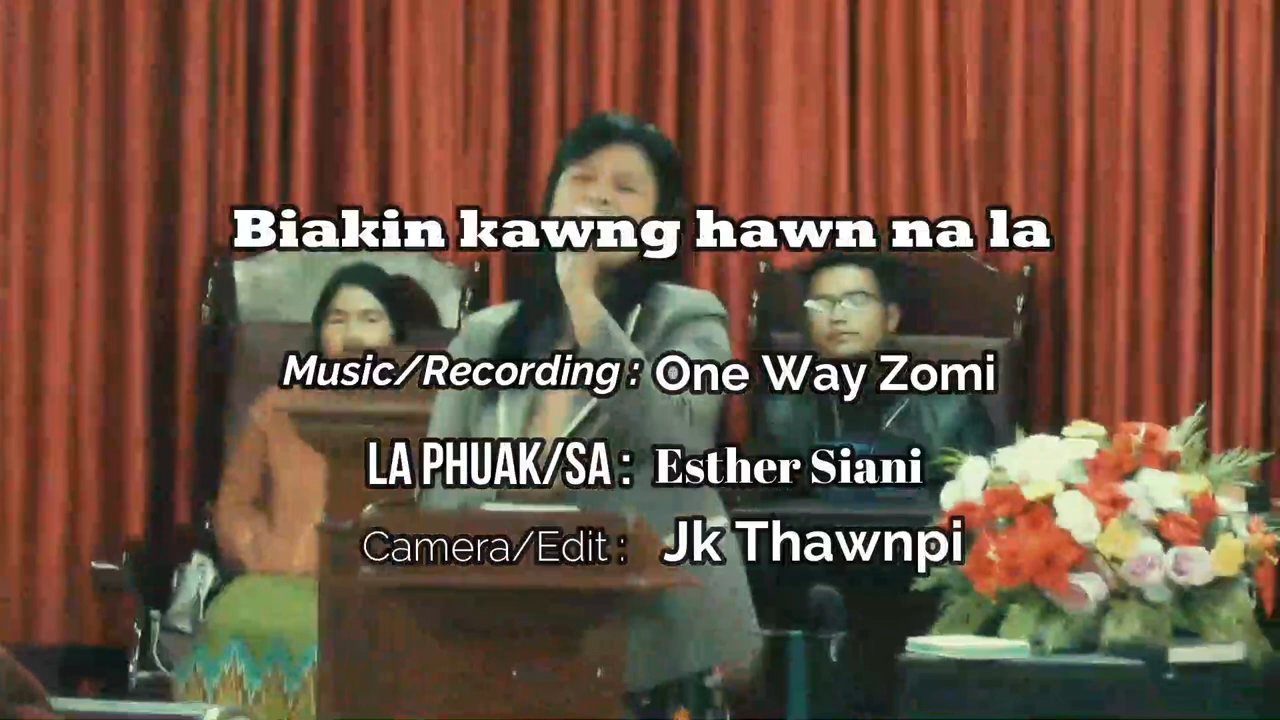 Biakin kawng hawn na la
Music/Recording : One Way Zomi
LA PHUAK/SA : Esther Siani
Camera/Edit : Jk Thawnpi